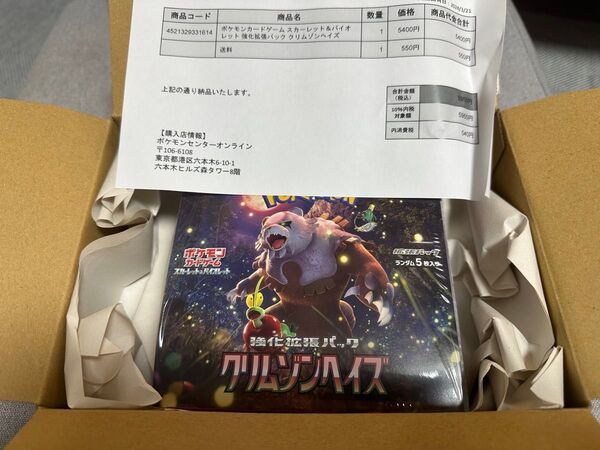 商品コード 商品名 数量 価格 商品代金合計
4521329331614 ポケモンカードゲーム スカーレット&バイオ 1 5400円 5400円
レット 強化拡張パック クリムゾンヘイズ
送料 1 550円 550円
上記の通り納品いたします。
合計金額
(税込)
10%内税 5950円
対象額
内消費税 540円
【購入店情報】
ポケモンセンターオンライン
〒106-6108
東京都港区六本木6-10-1
六本木ヒルズ森タワー8階
ポケモン
カードゲーム
スカーレット&バイオレット
ランダム5枚入り
強化拡張パック
クリムゾンヘイズ